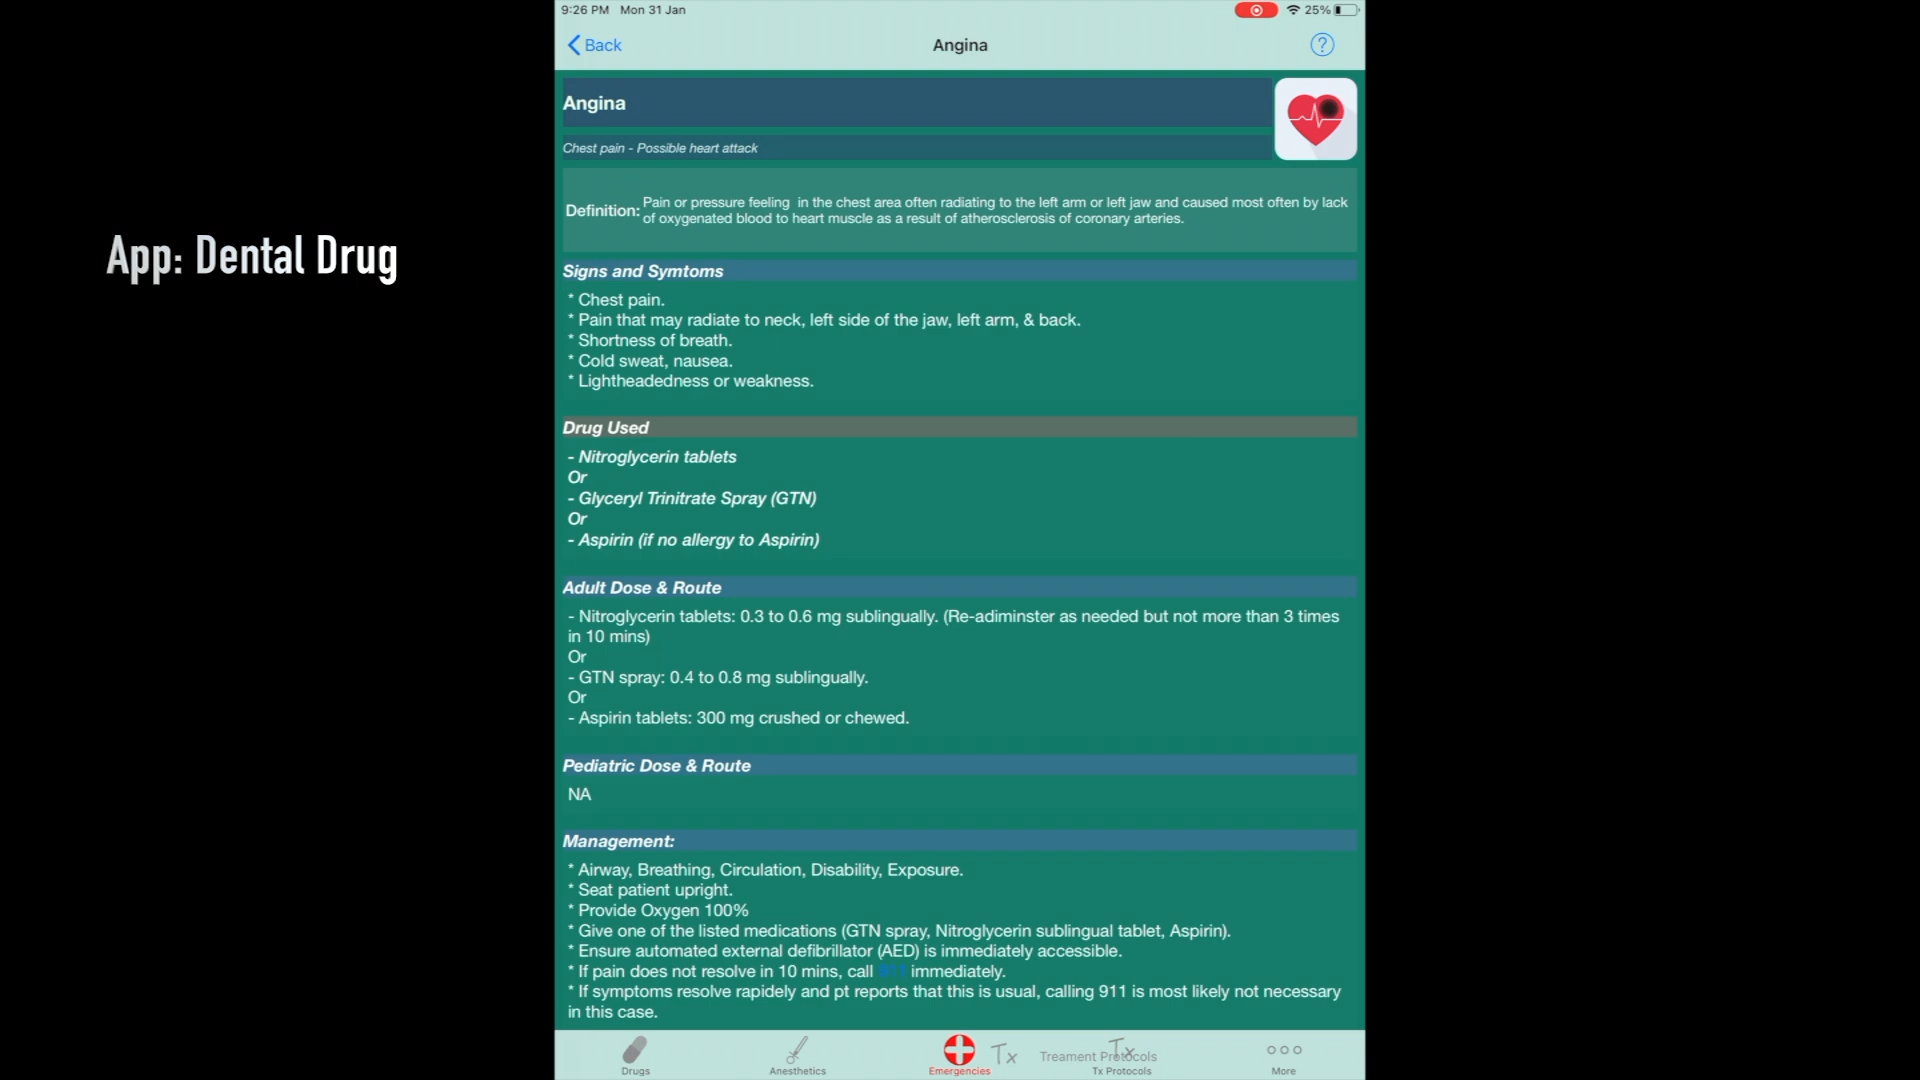 9:26 PM Mon 31 Jan
25%
Back
Angina
?
Angina
Chest pain - Possible heart attack
App: Dental Drug
Definition: Pain or pressure feeling in the chest area often radiating to the left arm or left jaw and caused most often by lack
of oxygenated blood to heart muscle as a result of atherosclerosis of coronary arteries.
Signs and Symtoms
* Chest pain.
* Pain that may radiate to neck, left side of the jaw, left arm, & back.
* Shortness of breath.
* Cold sweat, nausea.
* Lightheadedness or weakness.
Drug Used
- Nitroglycerin tablets
Or
- Glyceryl Trinitrate Spray (GTN)
Or
- Aspirin (if no allergy to Aspirin)
Adult Dose & Route
- Nitroglycerin tablets: 0.3 to 0.6 mg sublingually. (Re-adiminster as needed but not more than 3 times
in 10 mins)
Or
- GTN spray: 0.4 to 0.8 mg sublingually.
Or
- Aspirin tablets: 300 mg crushed or chewed.
Pediatric Dose & Route
NA
Management:
* Airway, Breathing, Circulation, Disability, Exposure.
* Seat patient upright.
* Provide Oxygen 100%
* Give one of the listed medications (GTN spray, Nitroglycerin sublingual tablet, Aspirin).
* Ensure automated external defibrillator (AED) is immediately accessible.
* If pain does not resolve in 10 mins, call 911 immediately.
* If symptoms resolve rapidely and pt reports that this is usual, calling 911 is most likely not necessary
in this case.
Tx Treament Protocols Tx
Drugs
Anesthetics
Emergencies
Tx Protocols
More